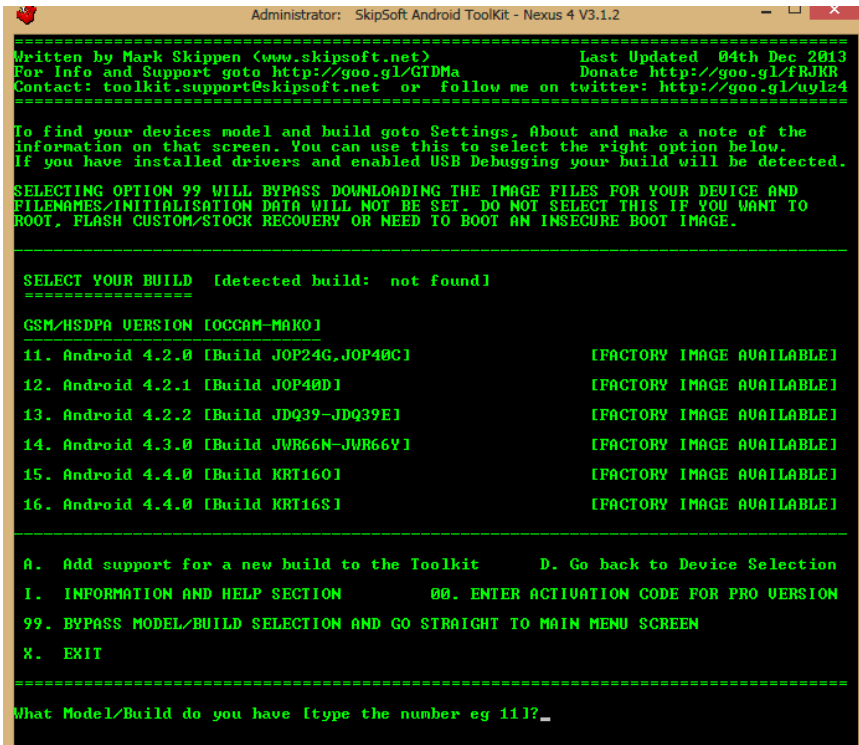 Administrator: SkipSoft Android ToolKit - Nexus 4 V3.1.2
Written by Mark Skippen (www.skipsoft.net) Last Updated 04th Dec 2013
For Info and Support goto http://goo.gl/GTDMa Donate http://goo.gl/fRJKR
Contact: toolkit.support@skipsoft.net or follow me on twitter: http://goo.gl/uylz4
To find your devices model and build goto Settings, About and make a note of the
information on that screen. You can use this to select the right option below.
If you have installed drivers and enabled USB Debugging your build will be detected.
SELECTING OPTION 99 WILL BYPASS DOWNLOADING THE IMAGE FILES FOR YOUR DEVICE AND
FILENAMES/INITIALISATION DATA WILL NOT BE SET. DO NOT SELECT THIS IF YOU WANT TO
ROOT, FLASH CUSTOM/STOCK RECOVERY OR NEED TO BOOT AN INSECURE BOOT IMAGE.
SELECT YOUR BUILD [detected build: not found]
GSM/HSDPA VERSION [OCCAM-MAKO]
11. Android 4.2.0 [Build JOP24G,JOP40C] [FACTORY IMAGE AVAILABLE]
12. Android 4.2.1 [Build JOP40D] [FACTORY IMAGE AVAILABLE]
13. Android 4.2.2 [Build JDQ39-JDQ39E] [FACTORY IMAGE AVAILABLE]
14. Android 4.3.0 [Build JWR66N-JWR66Y] [FACTORY IMAGE AVAILABLE]
15. Android 4.4.0 [Build KRT16O] [FACTORY IMAGE AVAILABLE]
16. Android 4.4.0 [Build KRT16S] [FACTORY IMAGE AVAILABLE]
A. Add support for a new build to the Toolkit D. Go back to Device Selection
I. INFORMATION AND HELP SECTION 00. ENTER ACTIVATION CODE FOR PRO VERSION
99. BYPASS MODEL/BUILD SELECTION AND GO STRAIGHT TO MAIN MENU SCREEN
X. EXIT
What Model/Build do you have [type the number eg 11]?_